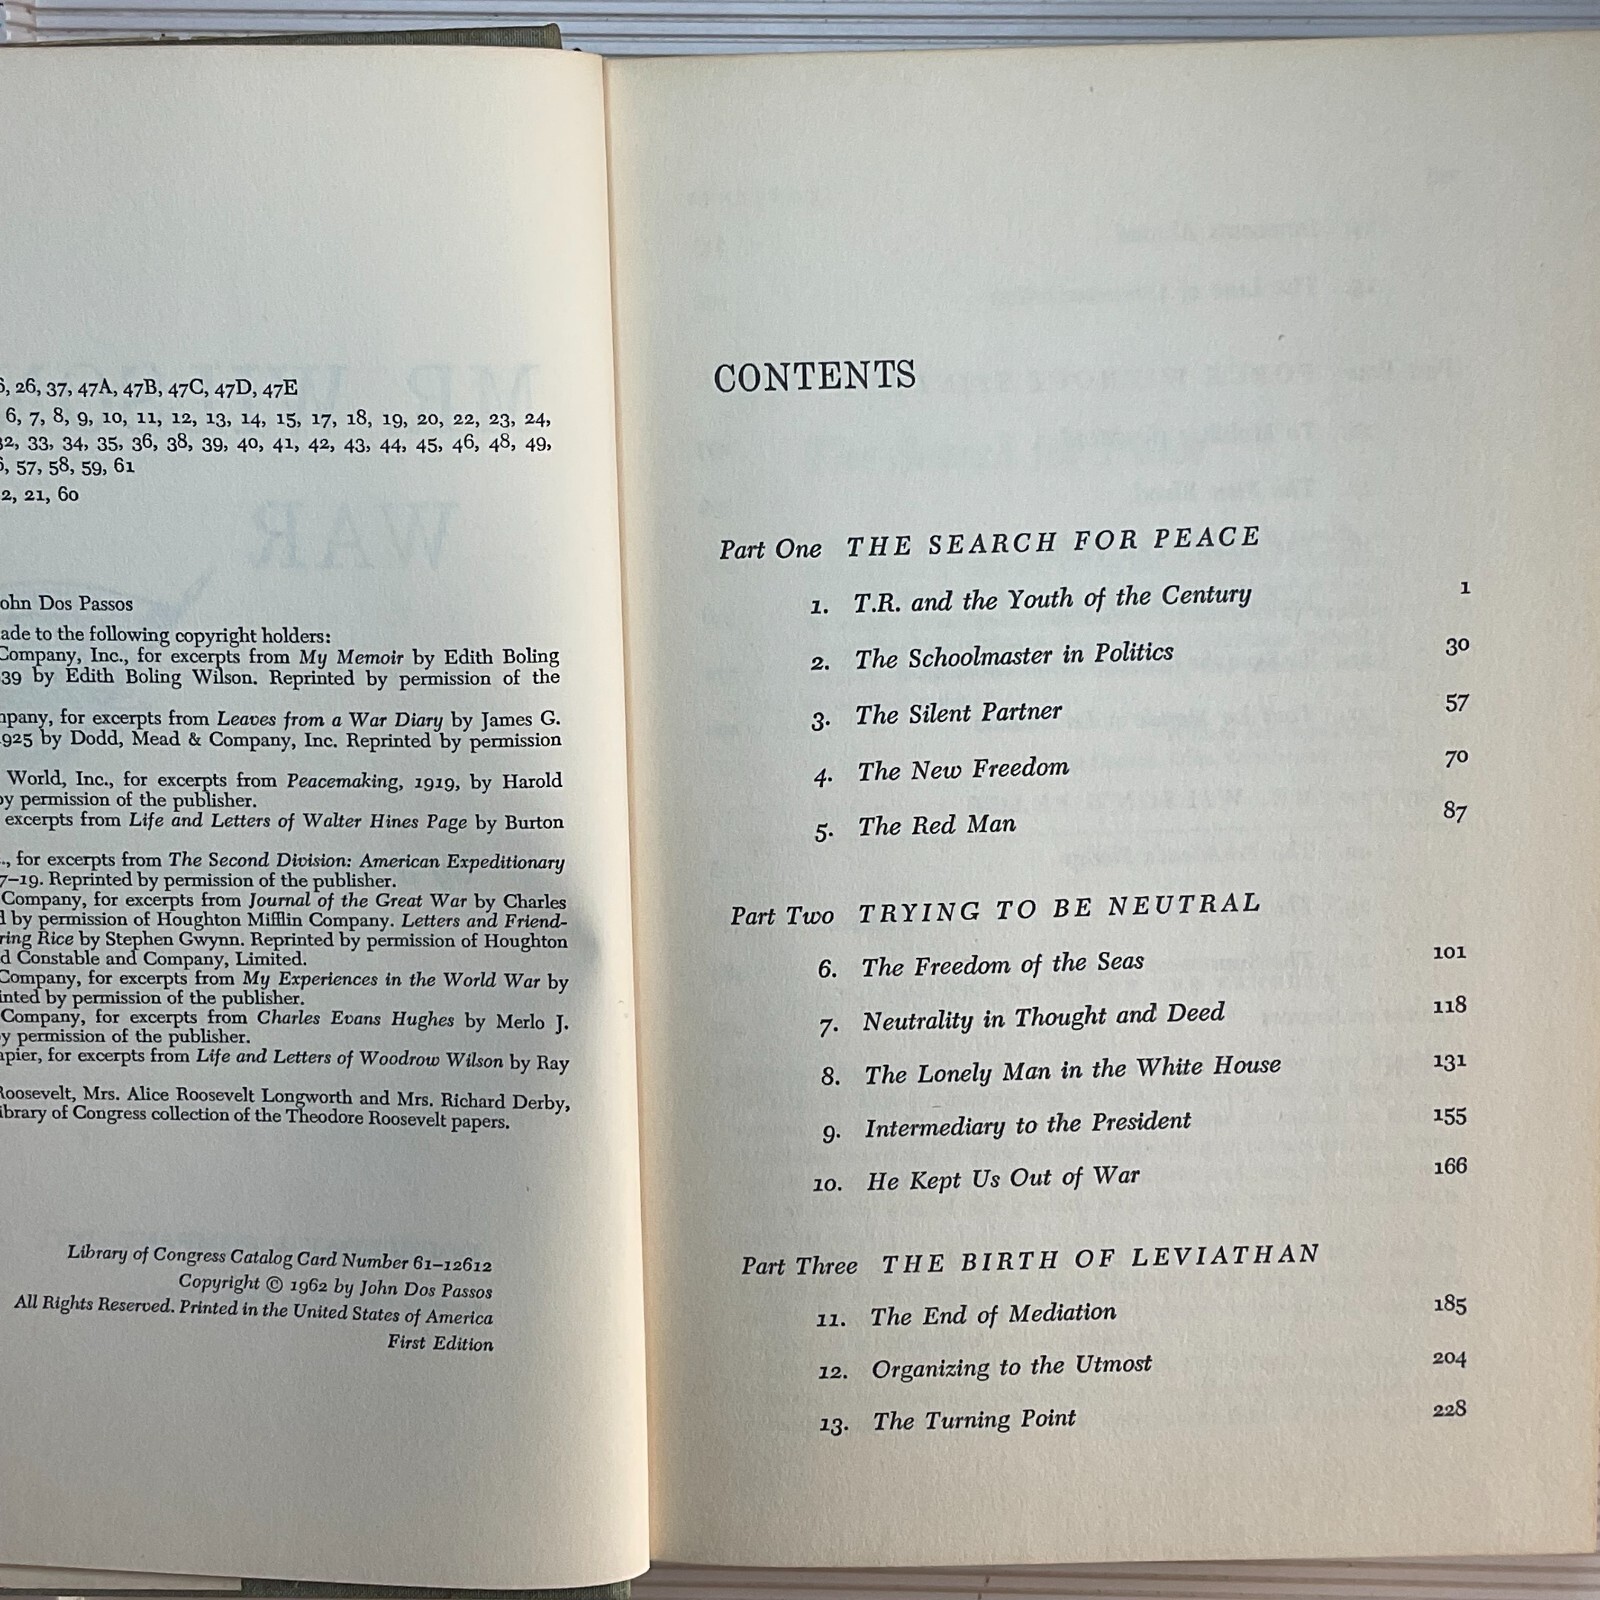 6, 26, 37, 47A, 47B, 47C, 47D, 47E
6, 7, 8, 9, 10, 11, 12, 13, 14, 15, 17, 18, 19, 20, 22, 23, 24,
32, 33, 34, 35, 36, 38, 39, 40, 41, 42, 43, 44, 45, 46, 48, 49,
6, 57, 58, 59, 61
2, 21, 60
ohn Dos Passos
ade to the following copyright holders:
Company, Inc., for excerpts from My Memoir by Edith Boling
39 by Edith Boling Wilson. Reprinted by permission of the
mpany, for excerpts from Leaves from a War Diary by James G.
1925 by Dodd, Mead & Company, Inc. Reprinted by permission
World, Inc., for excerpts from Peacemaking, 1919, by Harold
by permission of the publisher.
excerpts from Life and Letters of Walter Hines Page by Burton
., for excerpts from The Second Division: American Expeditionary
7–19. Reprinted by permission of the publisher.
Company, for excerpts from Journal of the Great War by Charles
d by permission of Houghton Mifflin Company. Letters and Friend-
ring Rice by Stephen Gwynn. Reprinted by permission of Houghton
d Constable and Company, Limited.
Company, for excerpts from My Experiences in the World War by
inted by permission of the publisher.
Company, for excerpts from Charles Evans Hughes by Merlo J.
y permission of the publisher.
apier, for excerpts from Life and Letters of Woodrow Wilson by Ray
Roosevelt, Mrs. Alice Roosevelt Longworth and Mrs. Richard Derby,
ibrary of Congress collection of the Theodore Roosevelt papers.
Library of Congress Catalog Card Number 61–12612
Copyright © 1962 by John Dos Passos
All Rights Reserved. Printed in the United States of America
First Edition
CONTENTS
Part One THE SEARCH FOR PEACE
1. T.R. and the Youth of the Century 1
2. The Schoolmaster in Politics 30
3. The Silent Partner 57
4. The New Freedom 70
5. The Red Man 87
Part Two TRYING TO BE NEUTRAL
6. The Freedom of the Seas 101
7. Neutrality in Thought and Deed 118
8. The Lonely Man in the White House 131
9. Intermediary to the President 155
10. He Kept Us Out of War 166
Part Three THE BIRTH OF LEVIATHAN
11. The End of Mediation 185
12. Organizing to the Utmost 204
13. The Turning Point 228